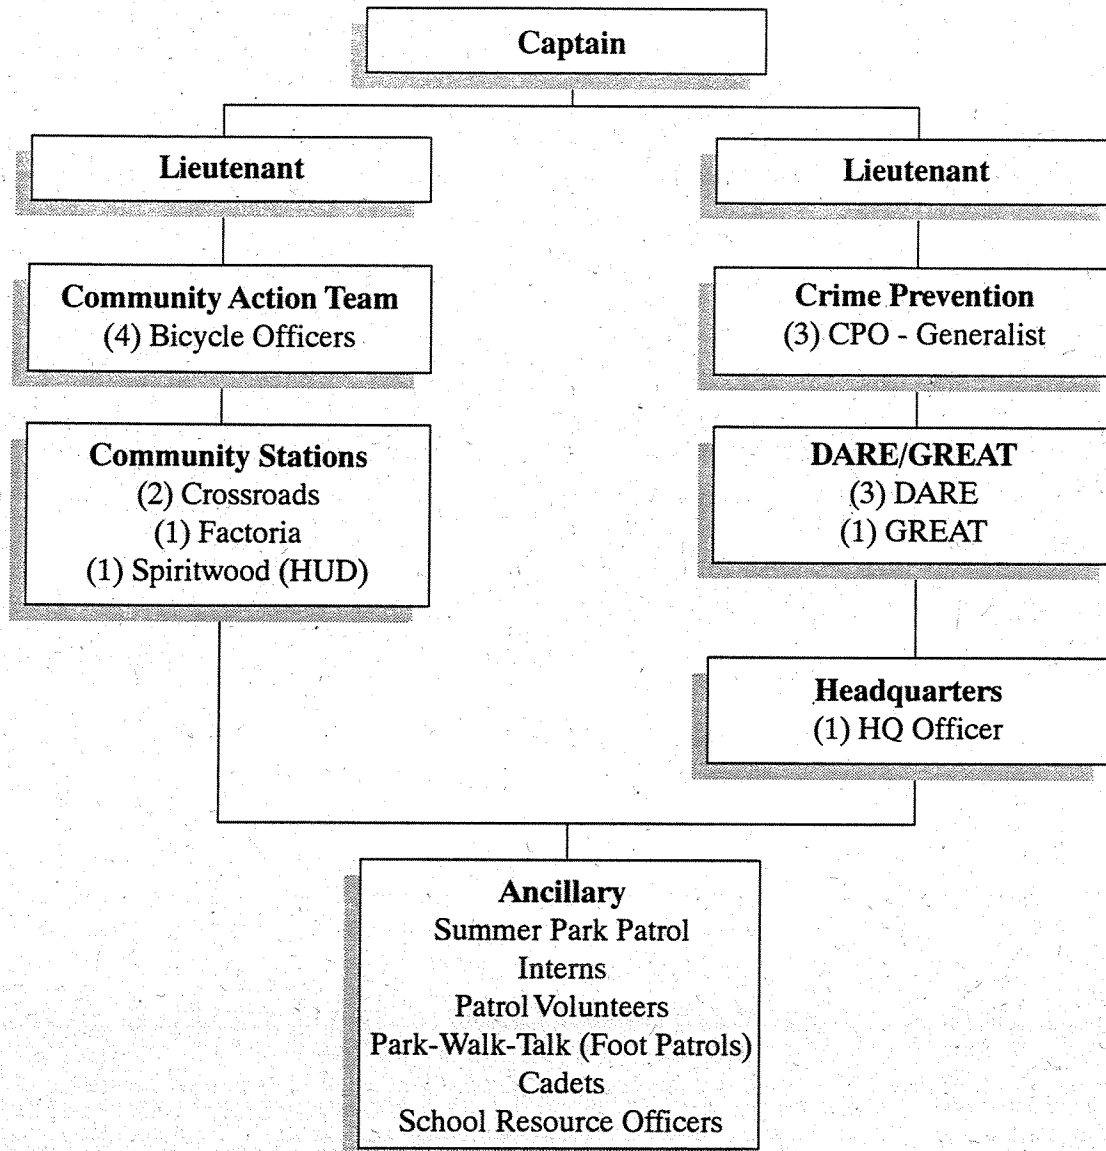 Captain
Lieutenant
Community Action Team
(4) Bicycle Officers
Community Stations
(2) Crossroads
(1) Factoria
(1) Spiritwood (HUD)
Lieutenant
Crime Prevention
(3) CPO - Generalist
DARE/GREAT
(3) DARE
(1) GREAT
Headquarters
(1) HQ Officer
Ancillary
Summer Park Patrol
Interns
Patrol Volunteers
Park-Walk-Talk (Foot Patrols)
Cadets
School Resource Officers